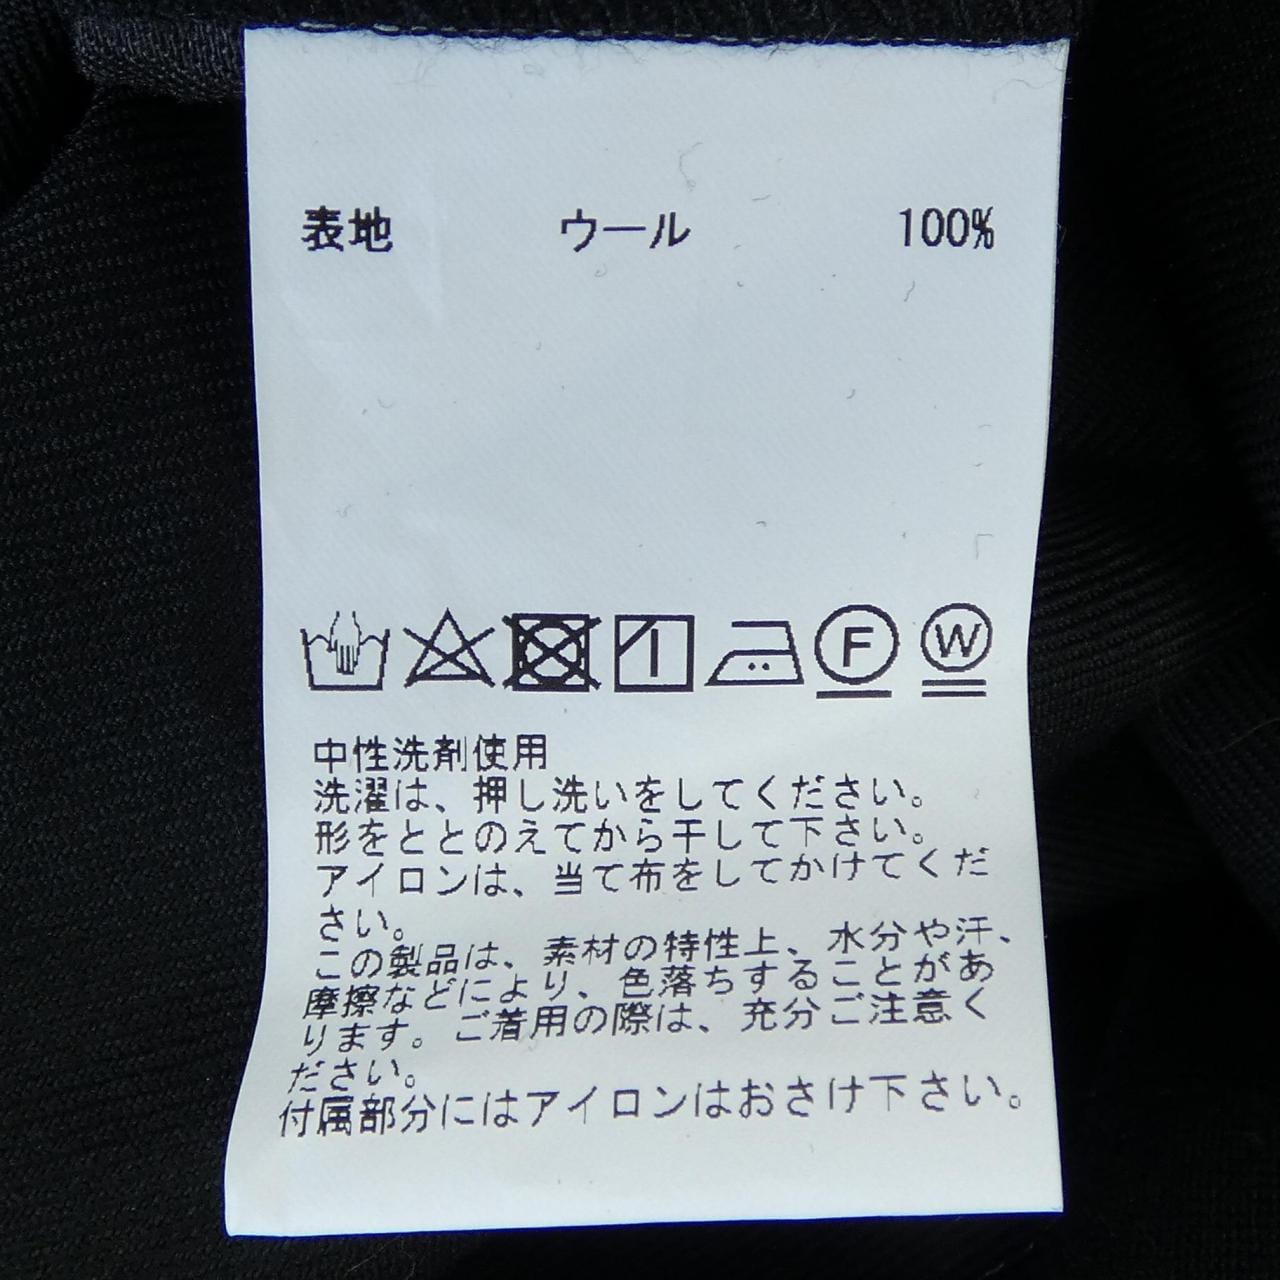 表地 ウール 100%
F W
中性洗剤使用
洗濯は、押し洗いをしてください。
形をととのえてから干して下さい。
アイロンは、当て布をしてかけてくだ
さい。
この製品は、素材の特性上、水分や汗、
摩擦などにより、色落ちすることがあ
ります。ご着用の際は、充分ご注意く
ださい。
付属部分にはアイロンはおさけ下さい。